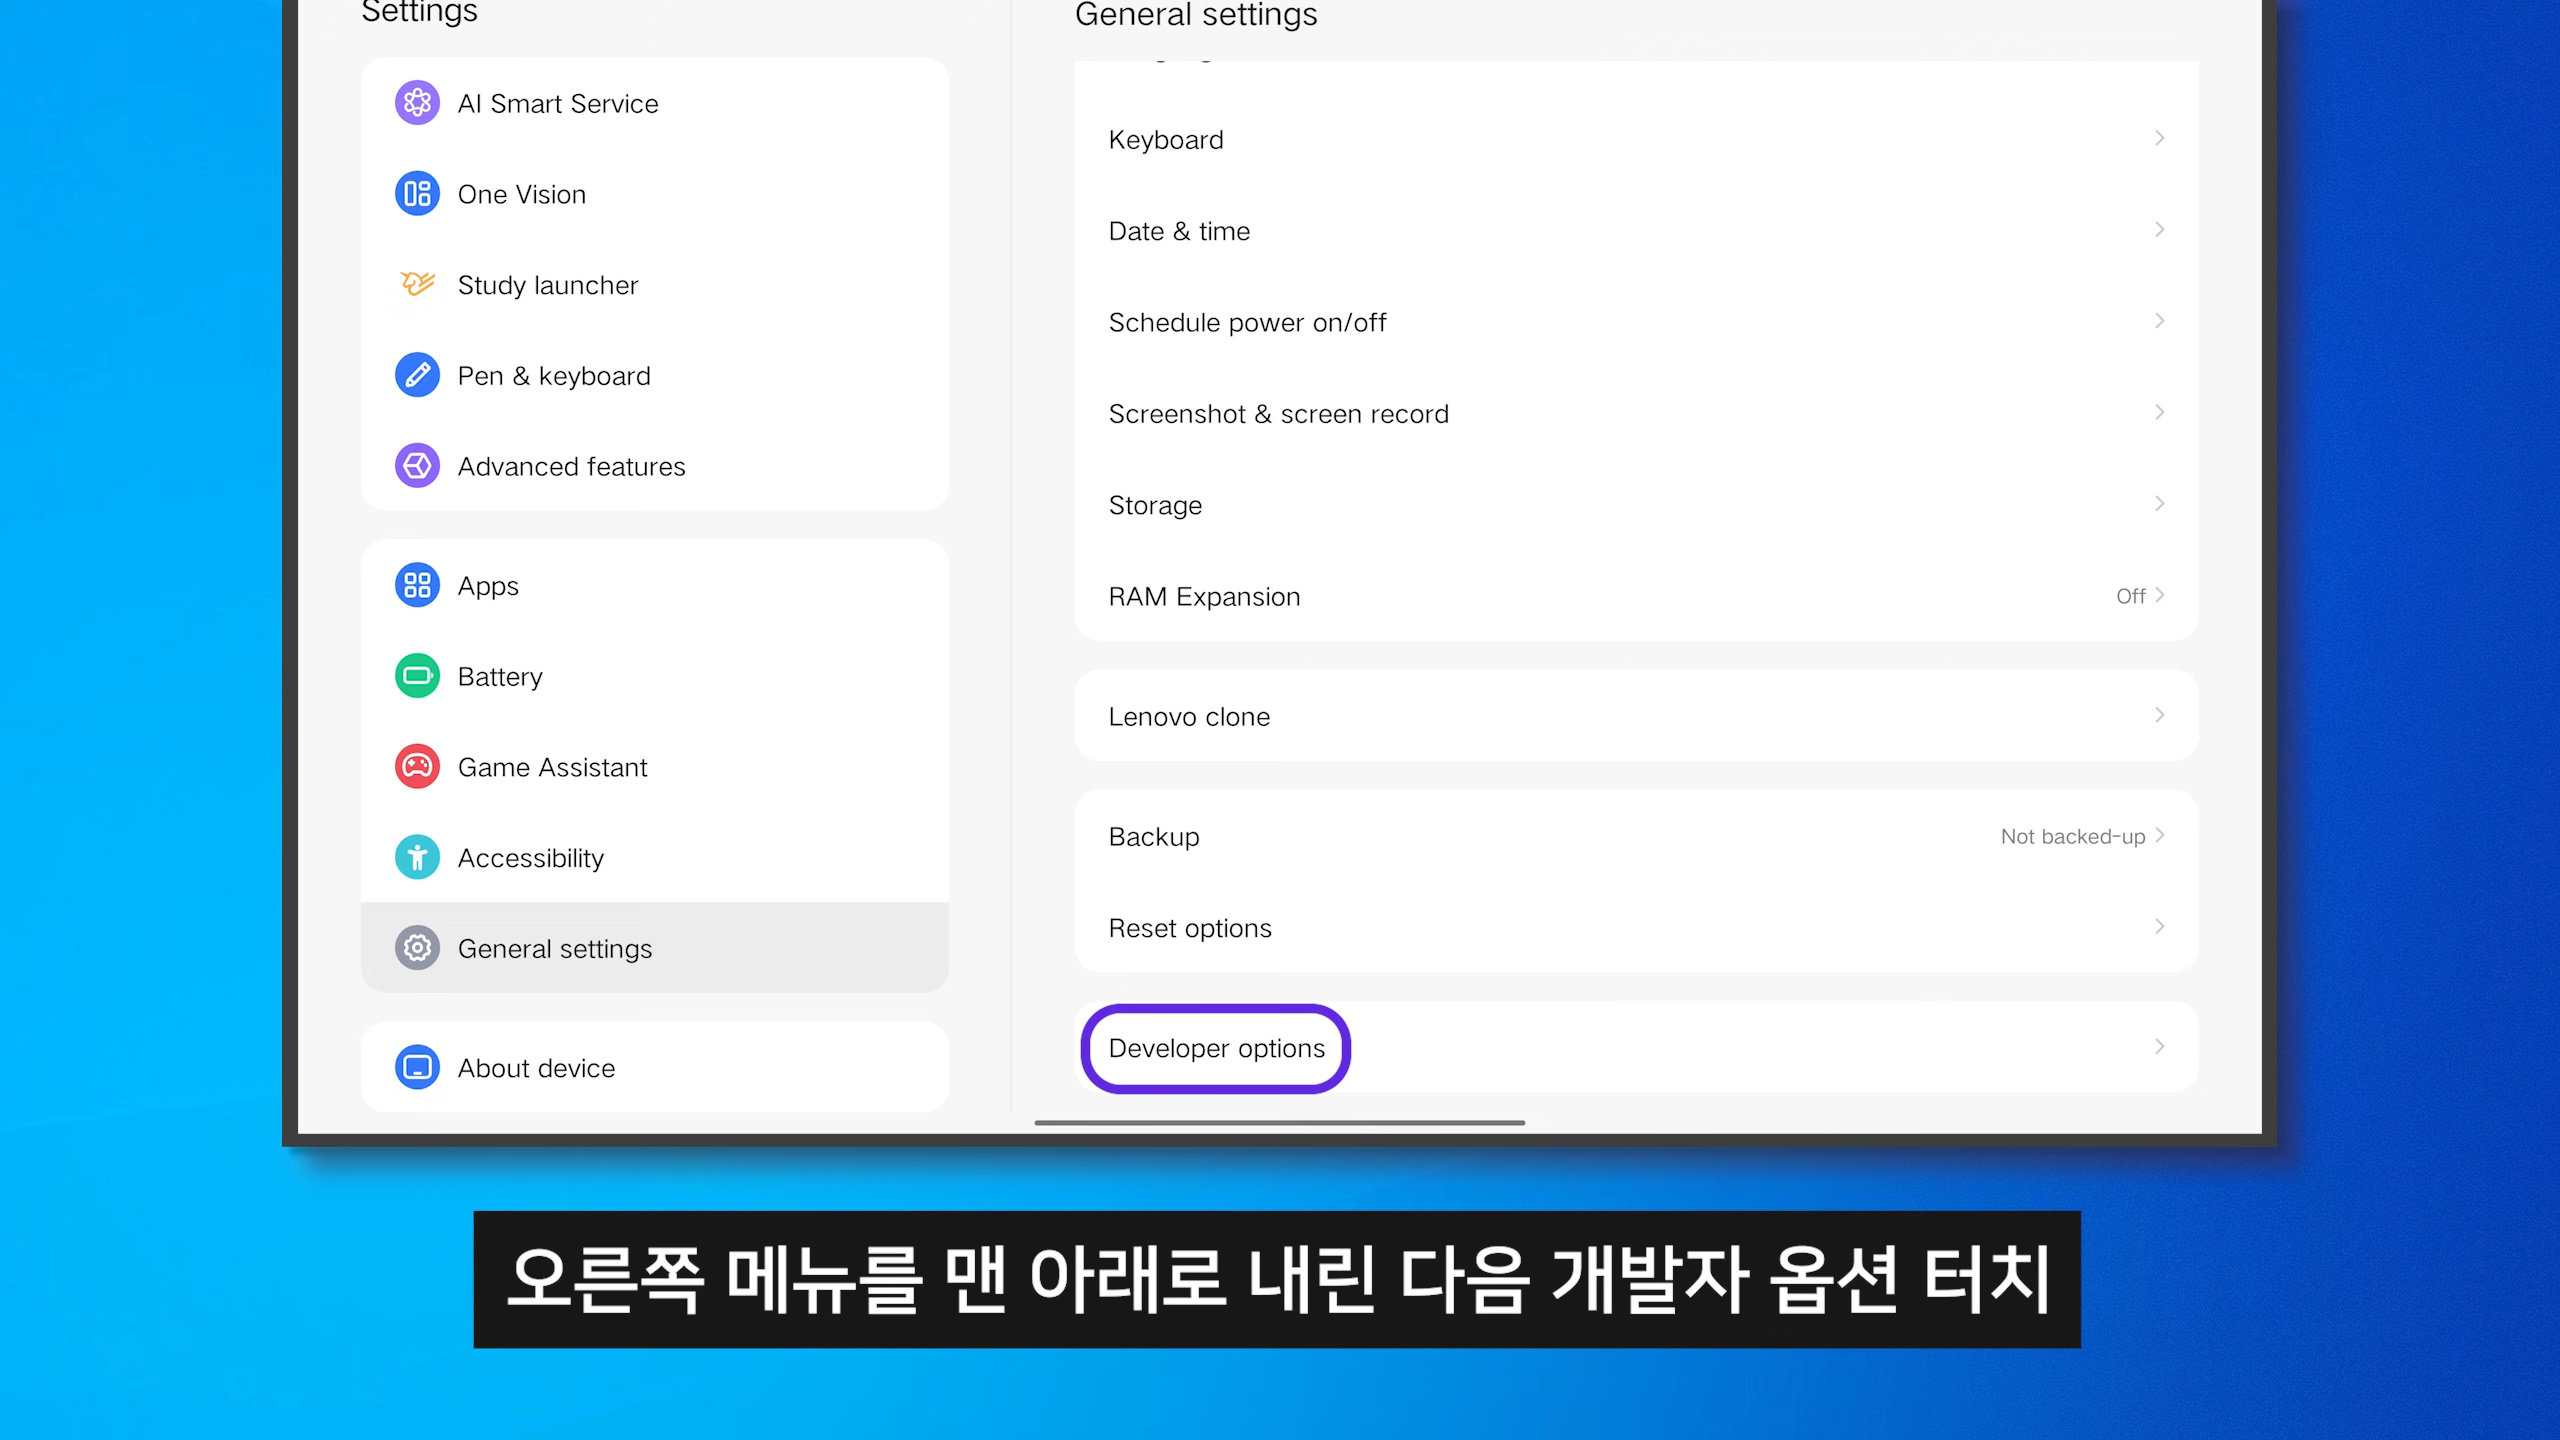 Settings
AI Smart Service
One Vision
Study launcher
Pen & keyboard
Advanced features
Apps
Battery
Game Assistant
Accessibility
General settings
About device
General settings
Keyboard
Date & time
Schedule power on/off
Screenshot & screen record
Storage
RAM Expansion Off
Lenovo clone
Backup Not backed-up
Reset options
Developer options
오른쪽 메뉴를 맨 아래로 내린 다음 개발자 옵션 터치